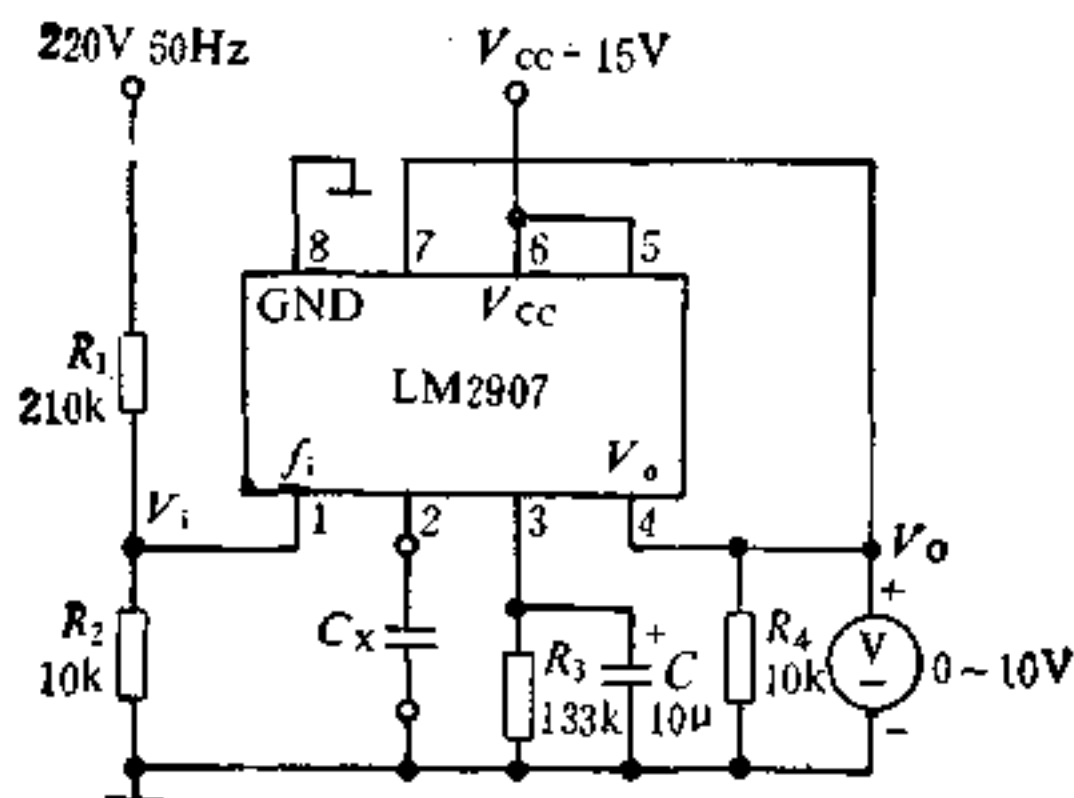 220V 50Hz
Vcc - 15V
8
7
6
5
GND
Vcc
R₁
210k
LM2907
fᵢ
Vₒ
Vᵢ
1
2
3
4
Vo
+
R₂
10k
Cx
R₃
133k
+
C
10μ
R₄
10k
V
−
0 ~ 10V
−